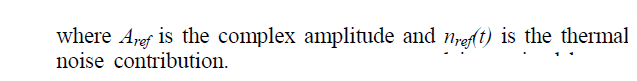 where A_ref is the complex amplitude and n_ref(t) is the thermal
noise contribution.